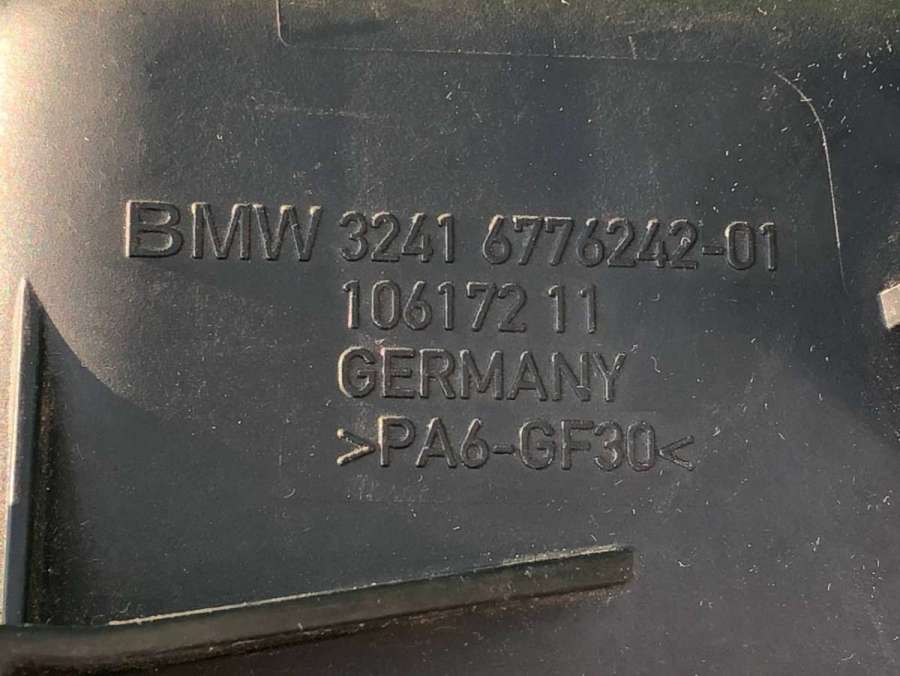 BMW 3241 6776242-01
106172 11
GERMANY
>PA6-GF30<